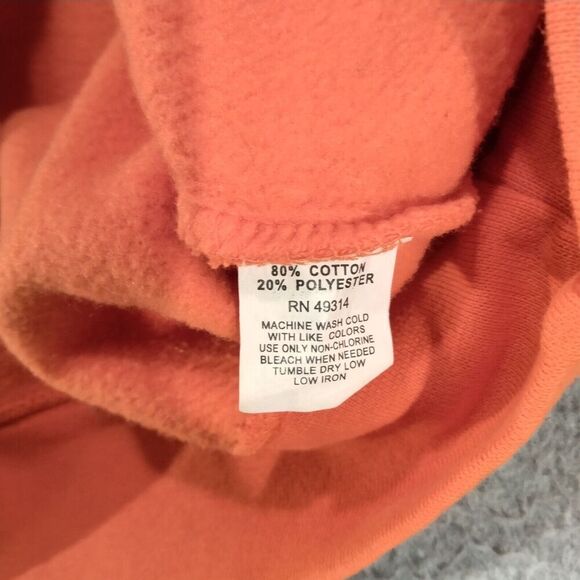 80% COTTON
20% POLYESTER
RN 49314
MACHINE WASH COLD
WITH LIKE COLORS
USE ONLY NON-CHLORINE
BLEACH WHEN NEEDED
TUMBLE DRY LOW
LOW IRON